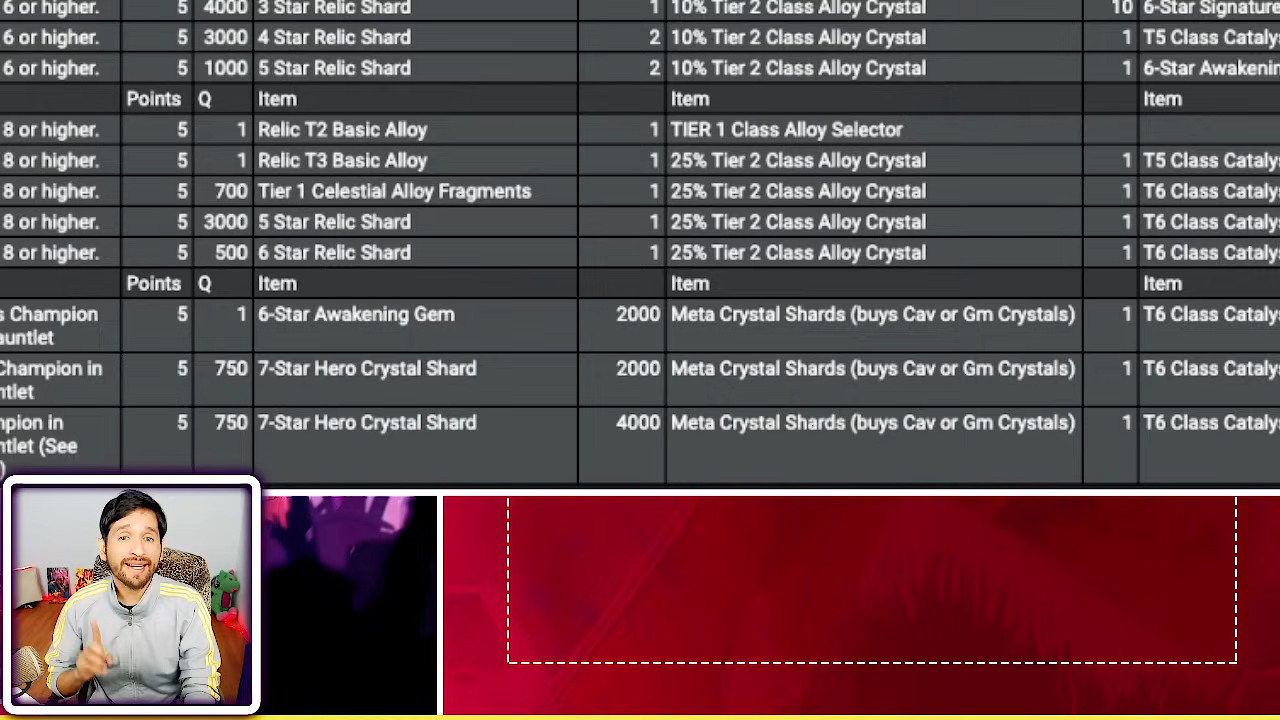 6 or higher. 5 4000 3 Star Relic Shard 1 10% Tier 2 Class Alloy Crystal 10 6-Star Signature
6 or higher. 5 3000 4 Star Relic Shard 2 10% Tier 2 Class Alloy Crystal 1 T5 Class Cataly
6 or higher. 5 1000 5 Star Relic Shard 2 10% Tier 2 Class Alloy Crystal 1 6-Star Awakenin
Points Q Item Item Item
8 or higher. 5 1 Relic T2 Basic Alloy 1 TIER 1 Class Alloy Selector
8 or higher. 5 1 Relic T3 Basic Alloy 1 25% Tier 2 Class Alloy Crystal 1 T5 Class Cataly
8 or higher. 5 700 Tier 1 Celestial Alloy Fragments 1 25% Tier 2 Class Alloy Crystal 1 T6 Class Cataly
8 or higher. 5 3000 5 Star Relic Shard 1 25% Tier 2 Class Alloy Crystal 1 T6 Class Cataly
8 or higher. 5 500 6 Star Relic Shard 1 25% Tier 2 Class Alloy Crystal 1 T6 Class Cataly
Points Q Item Item Item
s Champion 5 1 6-Star Awakening Gem 2000 Meta Crystal Shards (buys Cav or Gm Crystals) 1 T6 Class Cataly
auntlet
Champion in 5 750 7-Star Hero Crystal Shard 2000 Meta Crystal Shards (buys Cav or Gm Crystals) 1 T6 Class Cataly
ntlet
mpion in 5 750 7-Star Hero Crystal Shard 4000 Meta Crystal Shards (buys Cav or Gm Crystals) 1 T6 Class Cataly
ntlet (See
)